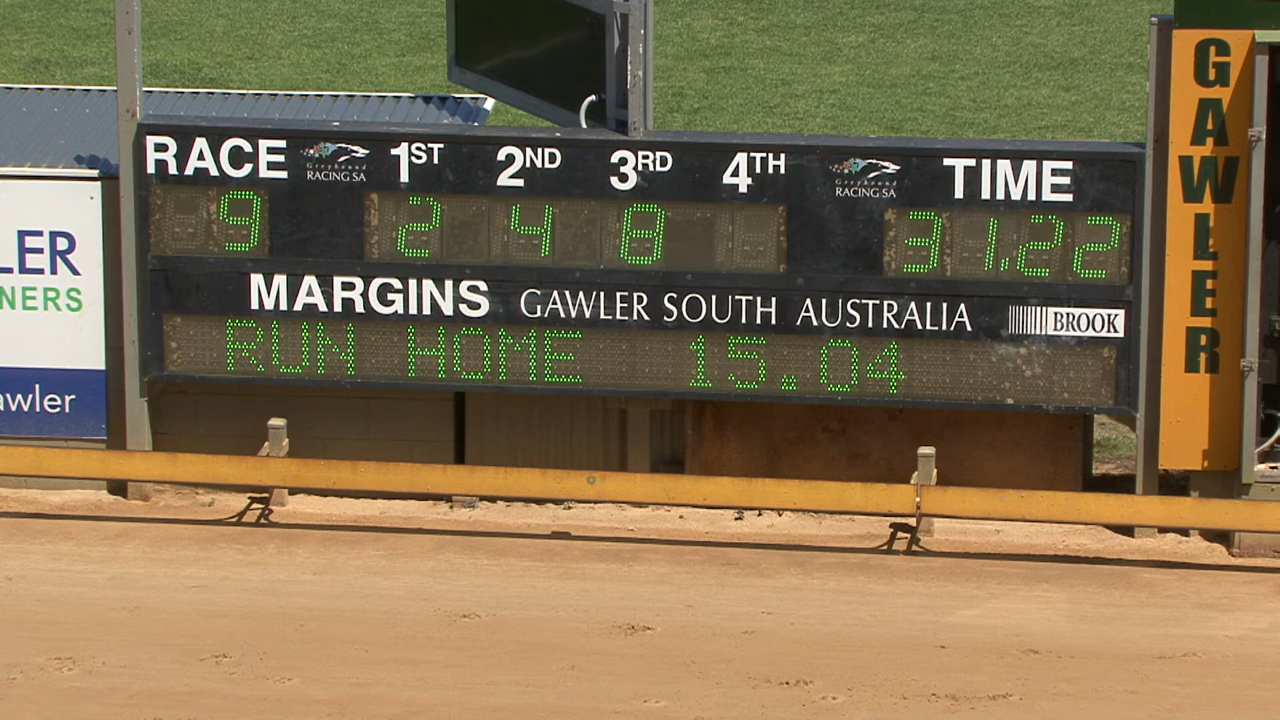 RACE Greyhound RACING SA 1ST 2ND 3RD 4TH Greyhound RACING SA TIME
9 2 4 8 31.22
MARGINS GAWLER SOUTH AUSTRALIA BROOK
RUN HOME 15.04
LER
NERS
awler
GAWLER